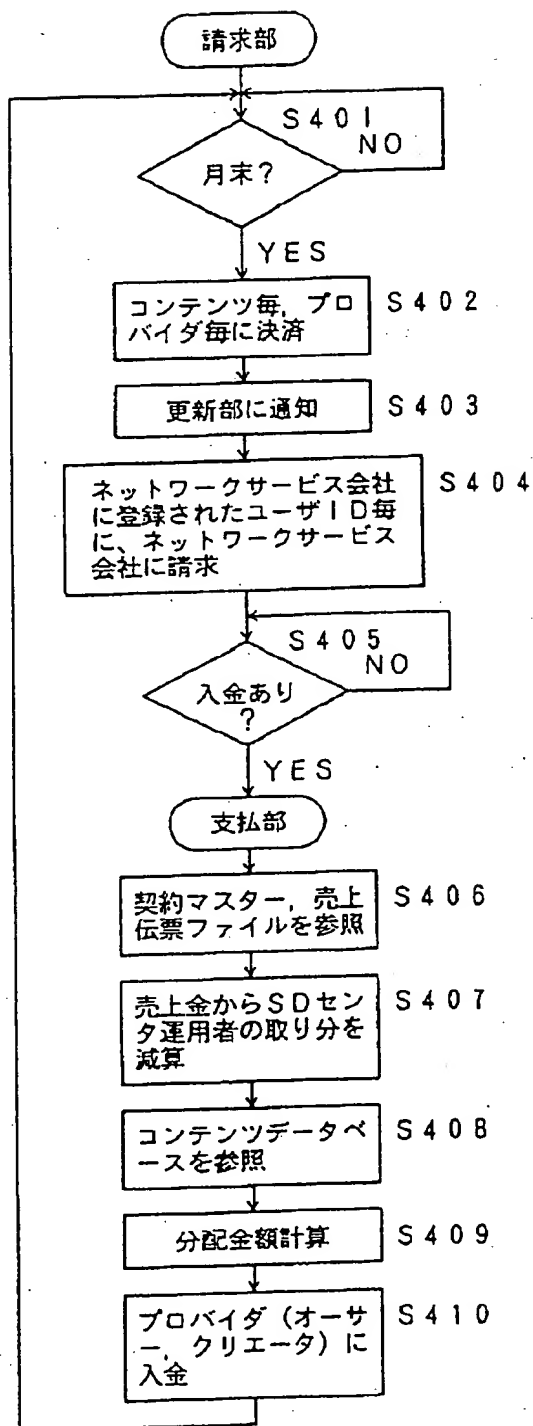 請求部
S401
NO
月末?
YES
コンテンツ毎,プロ
バイダ毎に決済
S402
更新部に通知
S403
ネットワークサービス会社
に登録されたユーザID毎
に、ネットワークサービス
会社に請求
S404
S405
NO
入金あり
?
YES
支払部
契約マスター,売上
伝票ファイルを参照
S406
売上金からSDセン
タ運用者の取り分を
減算
S407
コンテンツデータベ
ースを参照
S408
分配金額計算
S409
プロバイダ(オーサ
ー,クリエータ)に
入金
S410